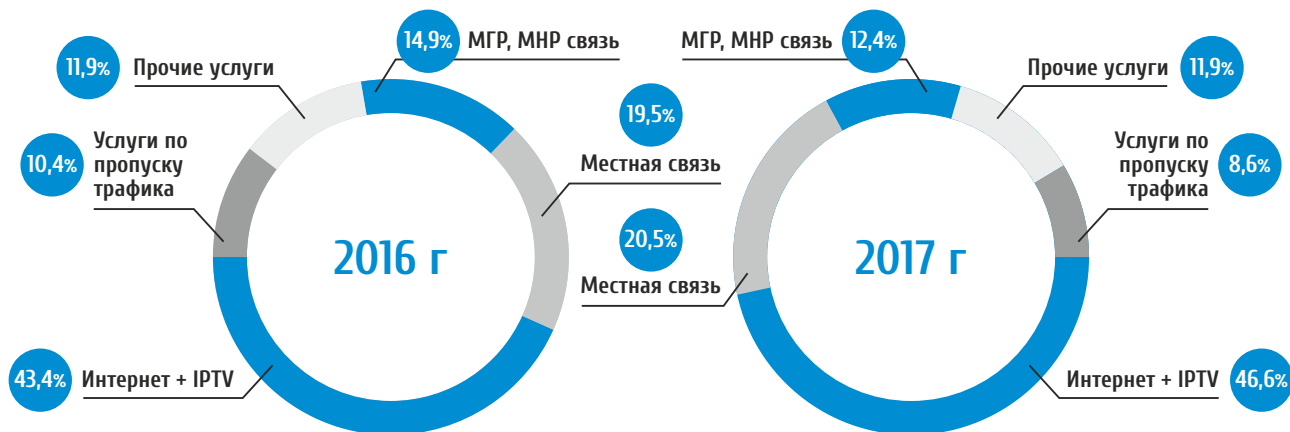 14,9% МГР, МНР связь
11,9% Прочие услуги
10,4% Услуги по
пропуску
трафика
19,5%
Местная связь
2016 г
43,4% Интернет + IPTV
МГР, МНР связь 12,4%
Прочие услуги 11,9%
Услуги по
пропуску
трафика 8,6%
20,5%
Местная связь
2017 г
Интернет + IPTV 46,6%